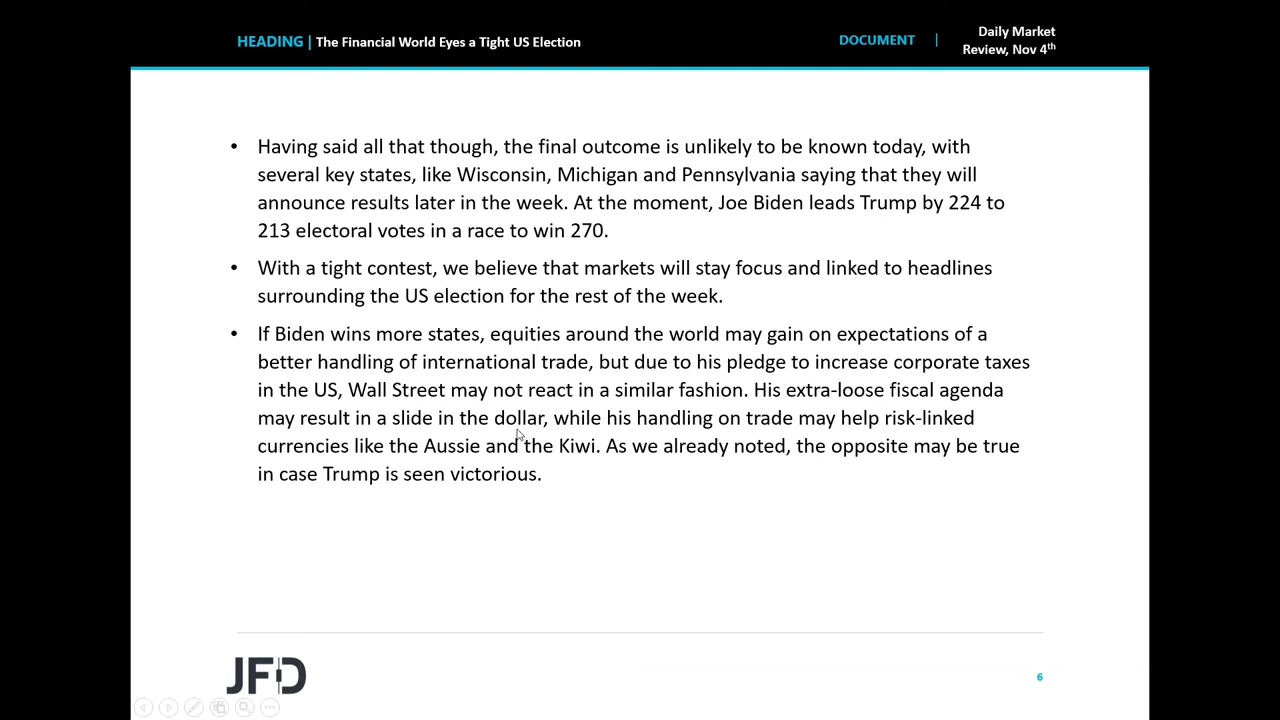 HEADING | The Financial World Eyes a Tight US Election
DOCUMENT |
Daily Market
Review, Nov 4th
• Having said all that though, the final outcome is unlikely to be known today, with
several key states, like Wisconsin, Michigan and Pennsylvania saying that they will
announce results later in the week. At the moment, Joe Biden leads Trump by 224 to
213 electoral votes in a race to win 270.
• With a tight contest, we believe that markets will stay focus and linked to headlines
surrounding the US election for the rest of the week.
• If Biden wins more states, equities around the world may gain on expectations of a
better handling of international trade, but due to his pledge to increase corporate taxes
in the US, Wall Street may not react in a similar fashion. His extra-loose fiscal agenda
may result in a slide in the dollar, while his handling on trade may help risk-linked
currencies like the Aussie and the Kiwi. As we already noted, the opposite may be true
in case Trump is seen victorious.
JFD
6